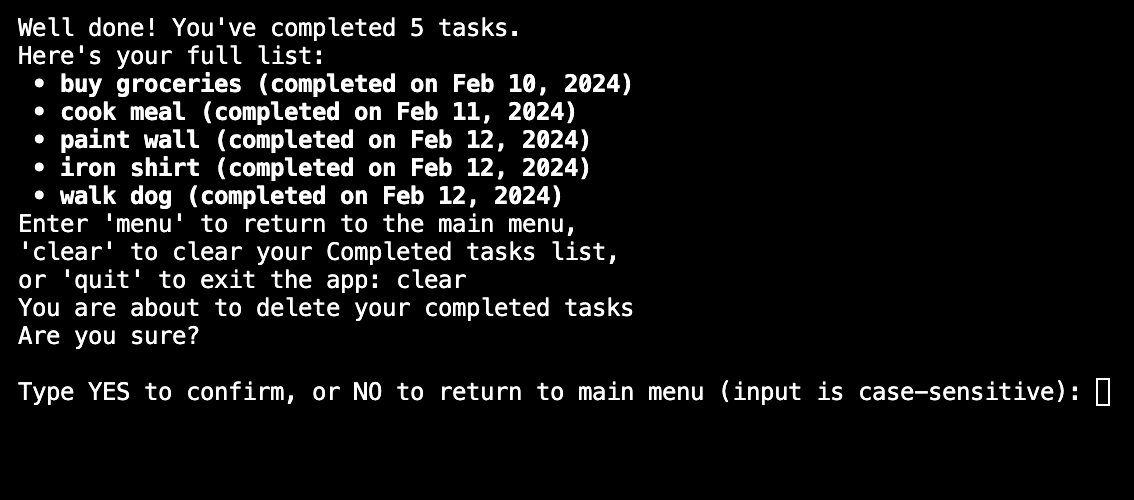 Well done! You've completed 5 tasks.
Here's your full list:
• buy groceries (completed on Feb 10, 2024)
• cook meal (completed on Feb 11, 2024)
• paint wall (completed on Feb 12, 2024)
• iron shirt (completed on Feb 12, 2024)
• walk dog (completed on Feb 12, 2024)
Enter 'menu' to return to the main menu,
'clear' to clear your Completed tasks list,
or 'quit' to exit the app: clear
You are about to delete your completed tasks
Are you sure?
Type YES to confirm, or NO to return to main menu (input is case-sensitive):